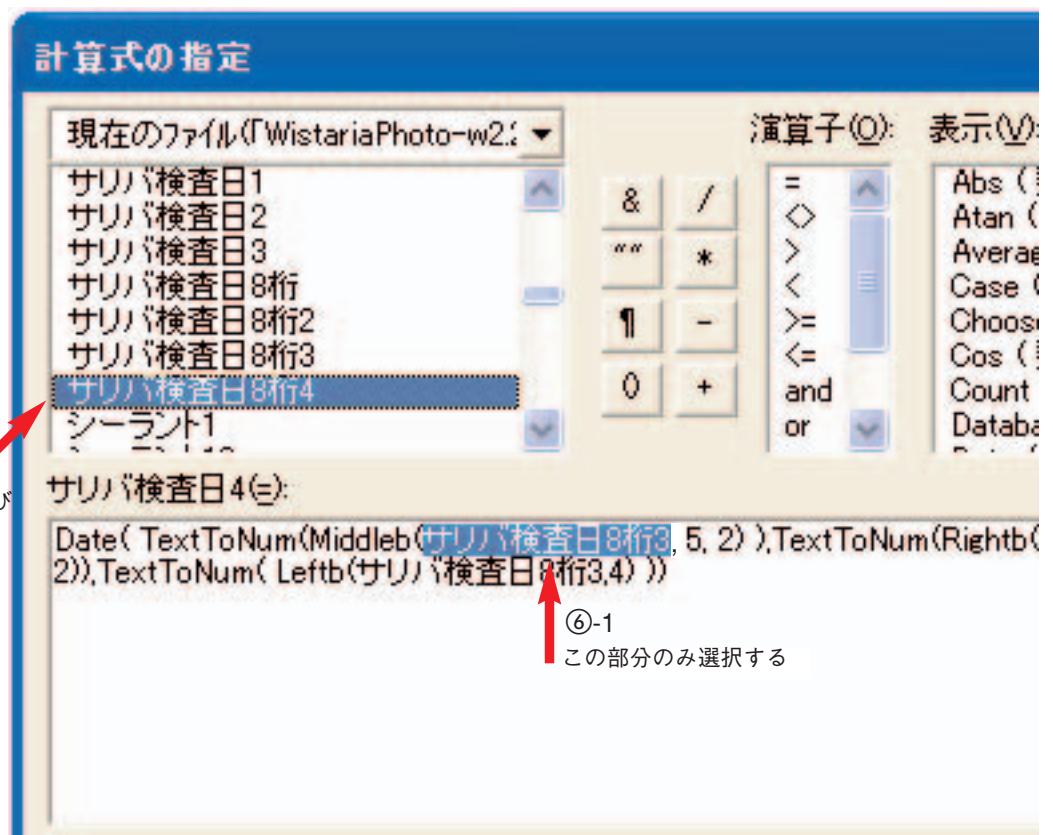 計算式の指定
現在のファイル(「WistariaPhoto-w2.2
演算子(O):
表示(V):
サリバ検査日1
サリバ検査日2
サリバ検査日3
サリバ検査日8桁
サリバ検査日8桁2
サリバ検査日8桁3
サリバ検査日8桁4
シーラント1
& /
"" *
¶ -
() +
=
<>
>
<
>=
<=
and
or
Abs (
Atan (
Averag
Case (
Choose
Cos (
Count
Databa
び
サリバ検査日4(=):
Date( TextToNum(Middleb(サリバ検査日8桁3, 5, 2) ),TextToNum(Rightb(
2)),TextToNum( Leftb(サリバ検査日8桁3,4) ))
⑥-1
この部分のみ選択する